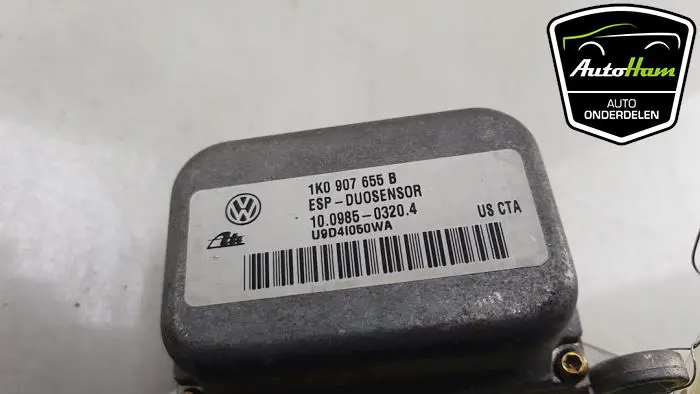 AutoHam
AUTO
ONDERDELEN
1K0 907 655 B
ESP-DUOSENSOR
10.0985-0320.4
U9D4I050WA
US CTA
Ate